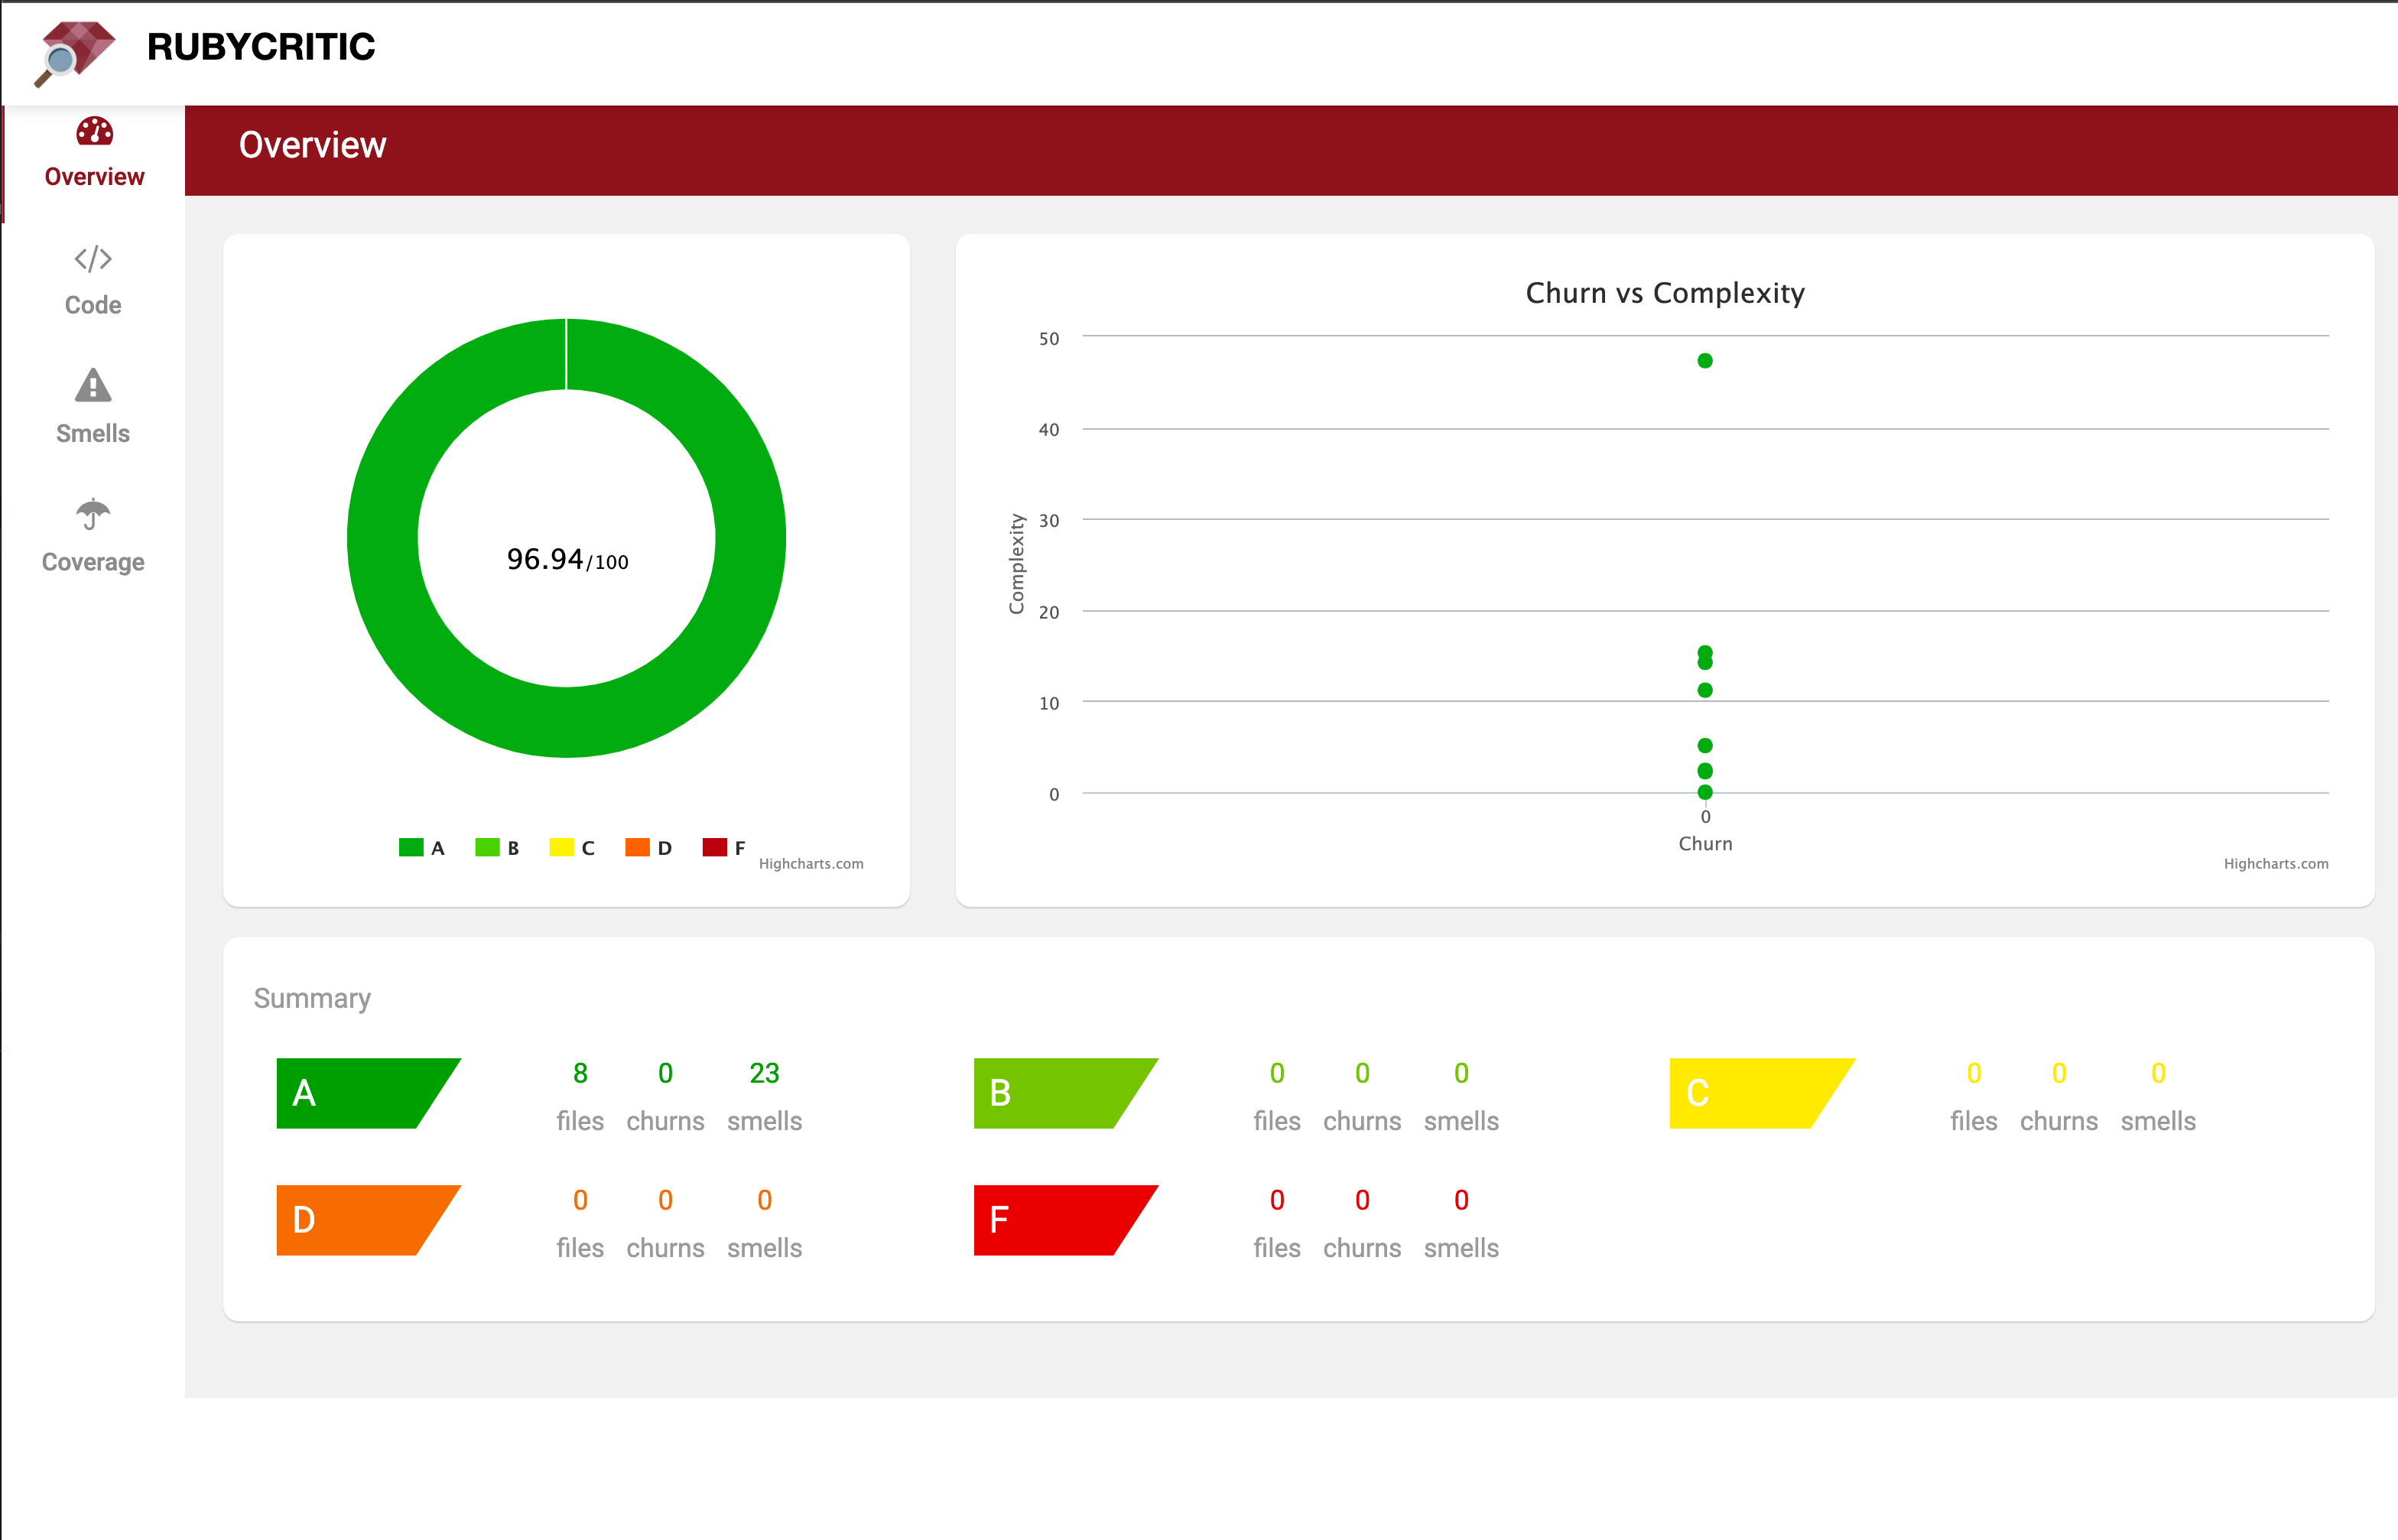 RUBYCRITIC
Overview
Code
Smells
Coverage
Overview
96.94/100
A B C D F
Highcharts.com
Churn vs Complexity
Complexity
50
40
30
20
10
0
0
Churn
Highcharts.com
Summary
A
8 0 23
files churns smells
B
0 0 0
files churns smells
C
0 0 0
files churns smells
D
0 0 0
files churns smells
F
0 0 0
files churns smells